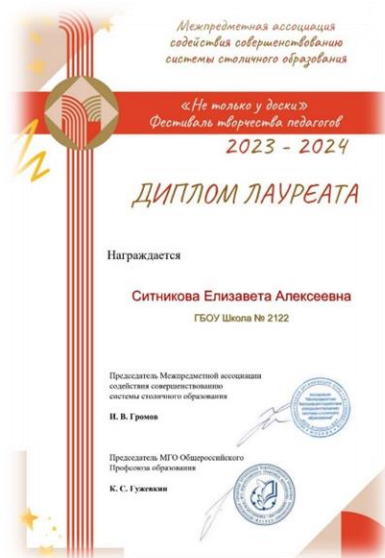 Межпредметная ассоциация
содействия совершенствованию
системы столичного образования
«Не только у доски»
Фестиваль творчества педагогов
2023 - 2024
ДИПЛОМ ЛАУРЕАТА
Награждается
Ситникова Елизавета Алексеевна
ГБОУ Школа № 2122
Председатель Межпредметной ассоциации
содействия совершенствованию
системы столичного образования
И. В. Громов
Председатель МГО Общероссийского
Профсоюза образования
К. С. Гужевкин